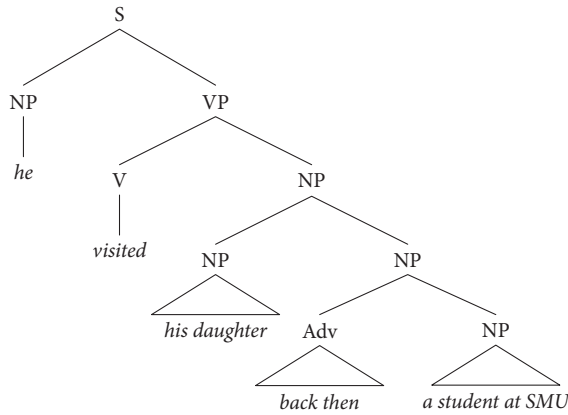 S
NP VP
he V NP
visited NP NP
his daughter Adv NP
back then a student at SMU